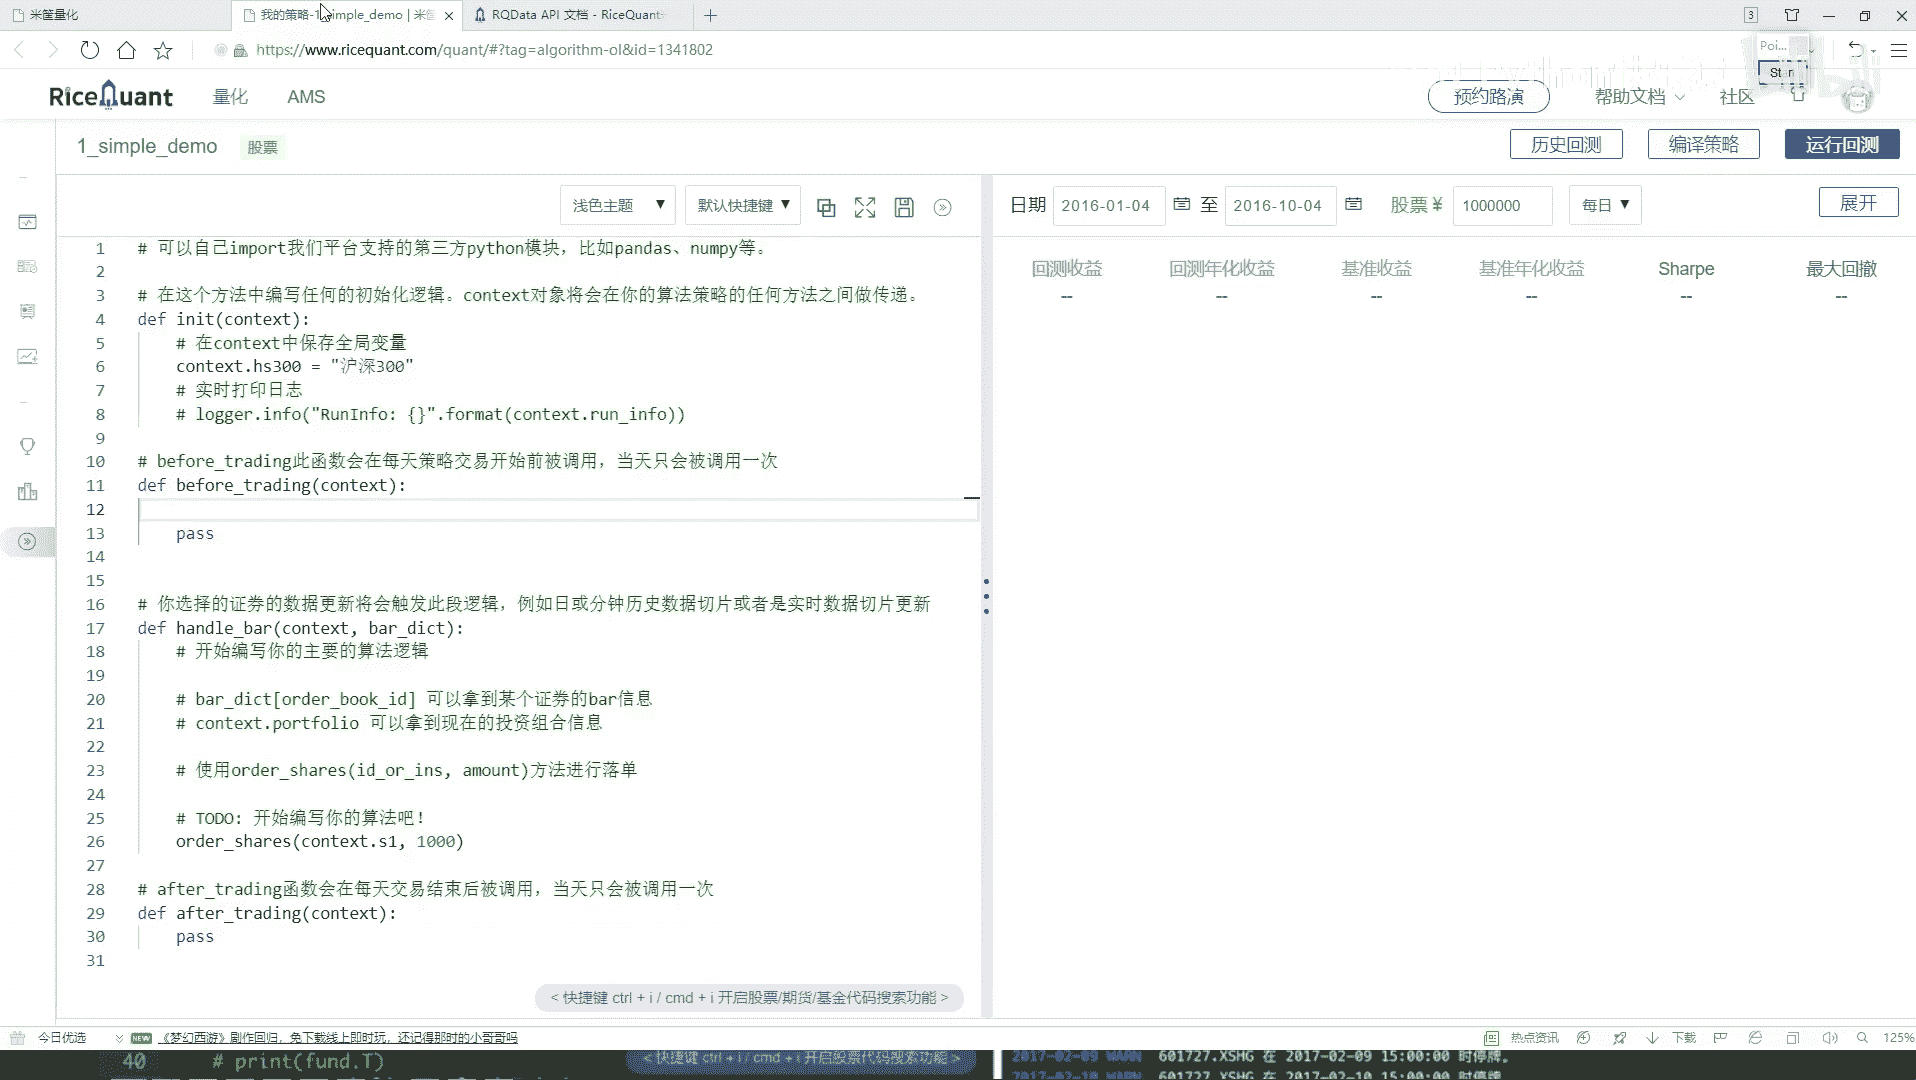 米筐量化
我的策略-1_simple_demo | 米筐
RQData API 文档 - RiceQuant
3
https://www.ricequant.com/quant/#?tag=algorithm-ol&id=1341802
Poi...
RiceQuant
量化
AMS
预约路演
帮助文档
社区
1_simple_demo
股票
历史回测
编译策略
运行回测
浅色主题
默认快捷键
日期 2016-01-04 至 2016-10-04 股票 ¥ 1000000 每日
展开
回测收益 回测年化收益 基准收益 基准年化收益 Sharpe 最大回撤
-- -- -- -- -- --
1 # 可以自己import我们平台支持的第三方python模块，比如pandas、numpy等。
2
3 # 在这个方法中编写任何的初始化逻辑。context对象将会在你的算法策略的任何方法之间做传递。
4 def init(context):
5 # 在context中保存全局变量
6 context.hs300 = "沪深300"
7 # 实时打印日志
8 # logger.info("RunInfo: {}".format(context.run_info))
9
10 # before_trading此函数会在每天策略交易开始前被调用，当天只会被调用一次
11 def before_trading(context):
12
13 pass
14
15
16 # 你选择的证券的数据更新将会触发此段逻辑，例如日或分钟历史数据切片或者是实时数据切片更新
17 def handle_bar(context, bar_dict):
18 # 开始编写你的主要的算法逻辑
19
20 # bar_dict[order_book_id] 可以拿到某个证券的bar信息
21 # context.portfolio 可以拿到现在的投资组合信息
22
23 # 使用order_shares(id_or_ins, amount)方法进行落单
24
25 # TODO: 开始编写你的算法吧！
26 order_shares(context.s1, 1000)
27
28 # after_trading函数会在每天交易结束后被调用，当天只会被调用一次
29 def after_trading(context):
30 pass
31
< 快捷键 ctrl + i / cmd + i 开启股票/期货/基金代码搜索功能 >
今日优选
NEW 《梦幻西游》剧作回归，免下载线上即时玩，还记得那时的小哥哥吗
热点资讯
下载
125%
40 # print(fund.T)
< 快捷键 ctrl + i / cmd + i 开启股票代码搜索功能 >
2017-02-09 WARN 601727.XSHG 在 2017-02-09 15:00:00 时停牌。
2017-02-10 WARN 601727.XSHG 在 2017-02-10 15:00:00 时停牌。